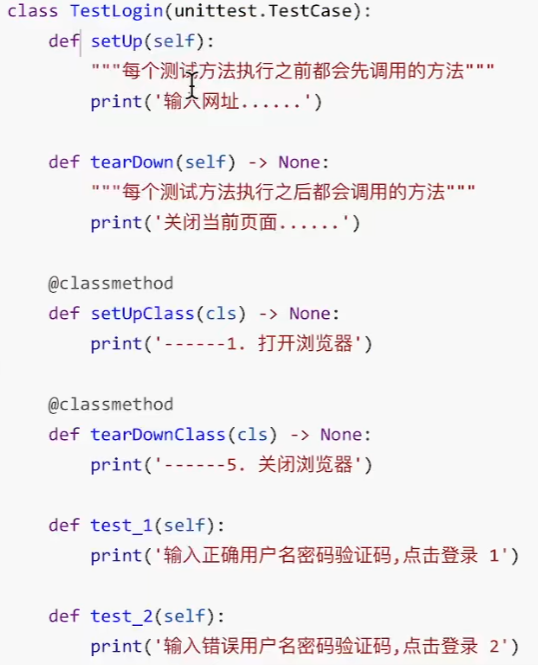 class TestLogin(unittest.TestCase):
    def setUp(self):
        """每个测试方法执行之前都会先调用的方法"""
        print('输入网址......')

    def tearDown(self) -> None:
        """每个测试方法执行之后都会调用的方法"""
        print('关闭当前页面......')

    @classmethod
    def setUpClass(cls) -> None:
        print('------1. 打开浏览器')

    @classmethod
    def tearDownClass(cls) -> None:
        print('------5. 关闭浏览器')

    def test_1(self):
        print('输入正确用户名密码验证码,点击登录 1')

    def test_2(self):
        print('输入错误用户名密码验证码,点击登录 2')